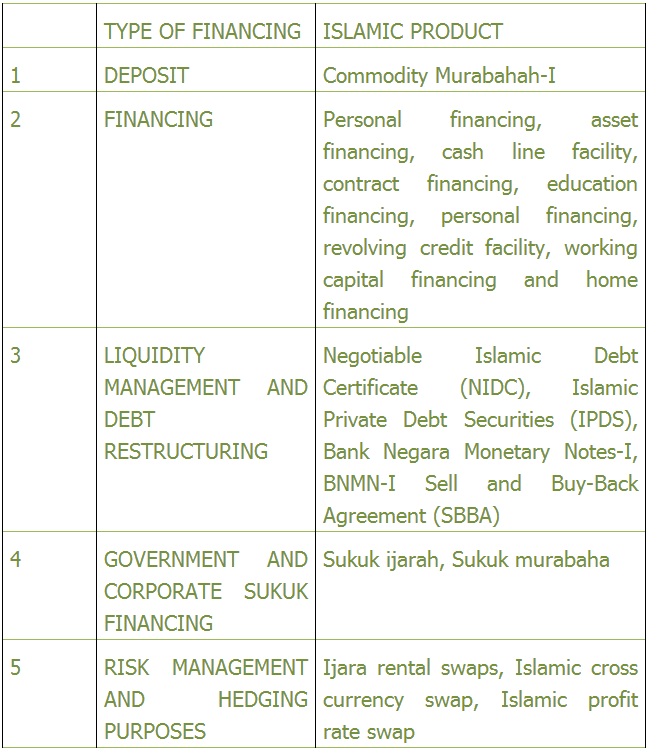 TYPE OF FINANCING ISLAMIC PRODUCT
1 DEPOSIT Commodity Murabahah-I
2 FINANCING Personal financing, asset
financing, cash line facility,
contract financing, education
financing, personal financing,
revolving credit facility, working
capital financing and home
financing
3 LIQUIDITY Negotiable Islamic Debt
MANAGEMENT AND Certificate (NIDC), Islamic
DEBT Private Debt Securities (IPDS),
RESTRUCTURING Bank Negara Monetary Notes-I,
BNMN-I Sell and Buy-Back
Agreement (SBBA)
4 GOVERNMENT AND Sukuk ijarah, Sukuk murabaha
CORPORATE SUKUK
FINANCING
5 RISK MANAGEMENT Ijara rental swaps, Islamic cross
AND HEDGING currency swap, Islamic profit
PURPOSES rate swap